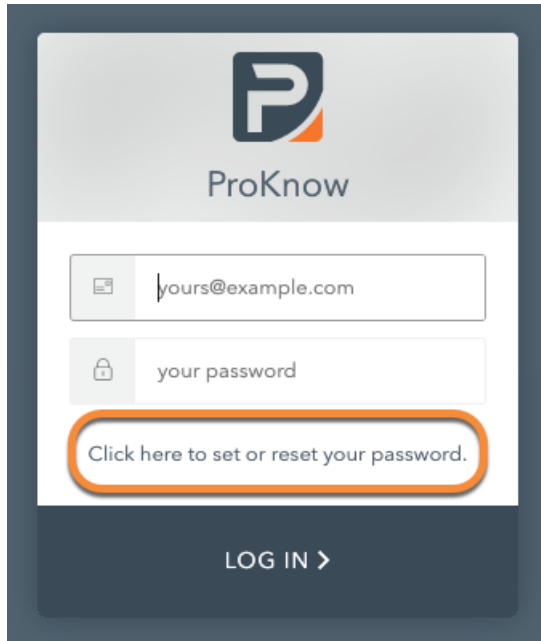 ProKnow
yours@example.com
your password
Click here to set or reset your password.
LOG IN >